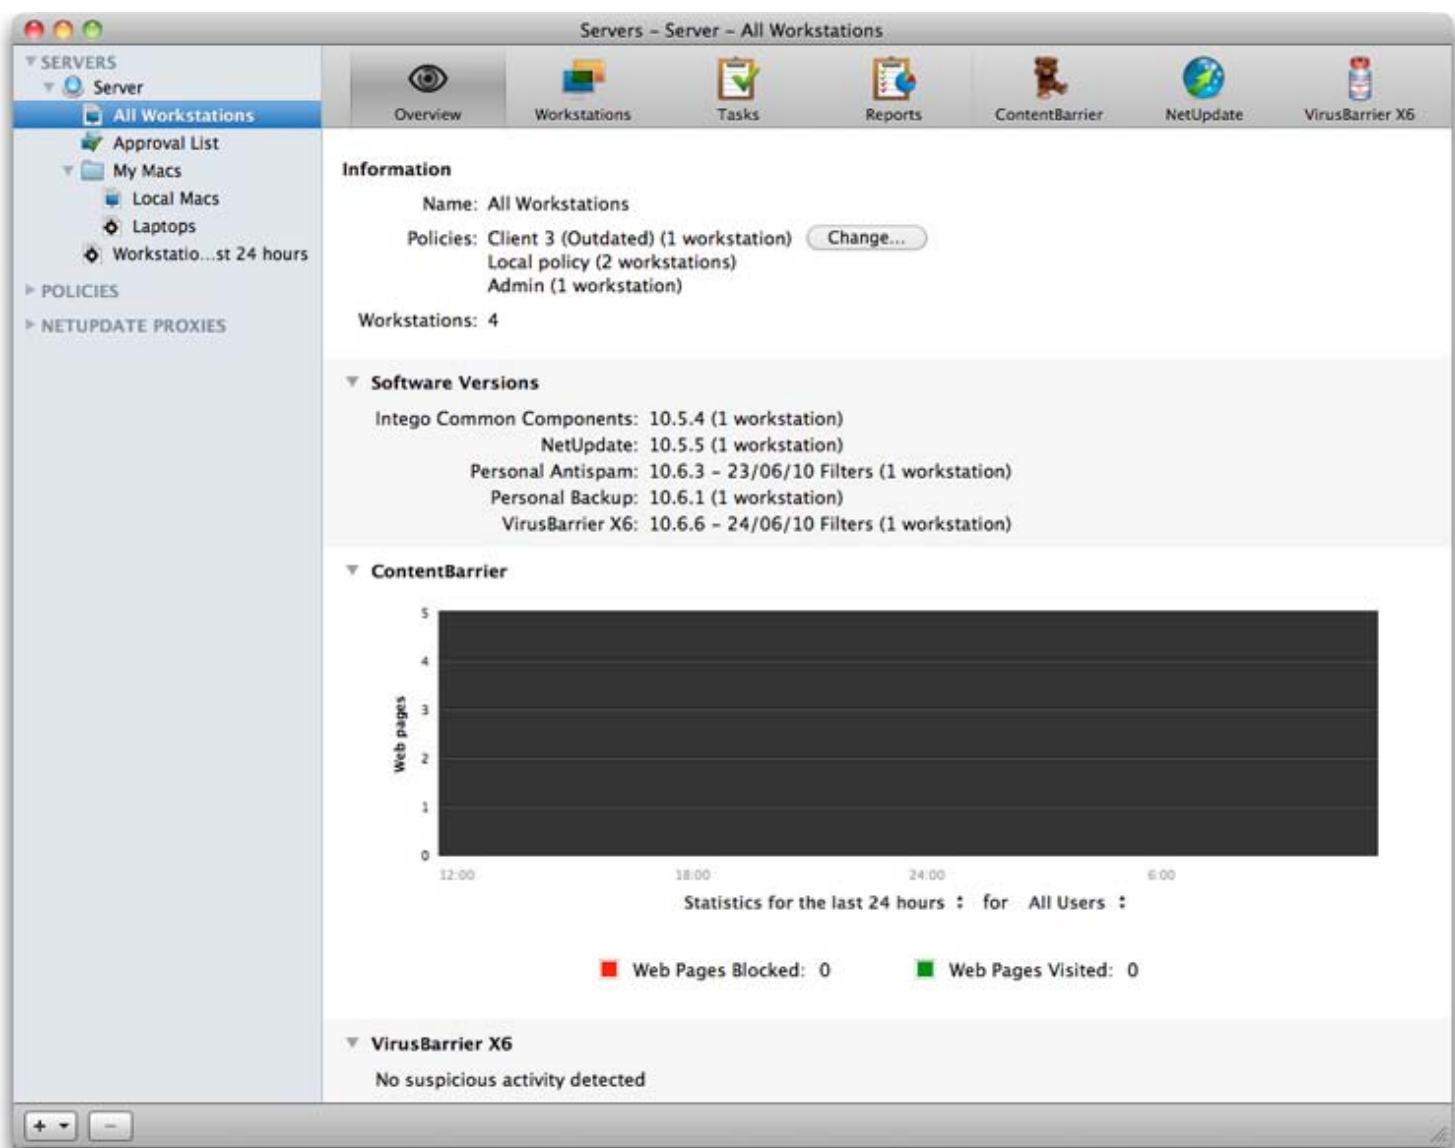 Servers – Server – All Workstations
SERVERS
Server
All Workstations
Approval List
My Macs
Local Macs
Laptops
Workstatio...st 24 hours
POLICIES
NETUPDATE PROXIES
Overview
Workstations
Tasks
Reports
ContentBarrier
NetUpdate
VirusBarrier X6
Information
Name: All Workstations
Policies: Client 3 (Outdated) (1 workstation) Change...
Local policy (2 workstations)
Admin (1 workstation)
Workstations: 4
Software Versions
Intego Common Components: 10.5.4 (1 workstation)
NetUpdate: 10.5.5 (1 workstation)
Personal Antispam: 10.6.3 – 23/06/10 Filters (1 workstation)
Personal Backup: 10.6.1 (1 workstation)
VirusBarrier X6: 10.6.6 – 24/06/10 Filters (1 workstation)
ContentBarrier
5
4
3
2
1
0
Web pages
12:00 18:00 24:00 6:00
Statistics for the last 24 hours for All Users
Web Pages Blocked: 0 Web Pages Visited: 0
VirusBarrier X6
No suspicious activity detected